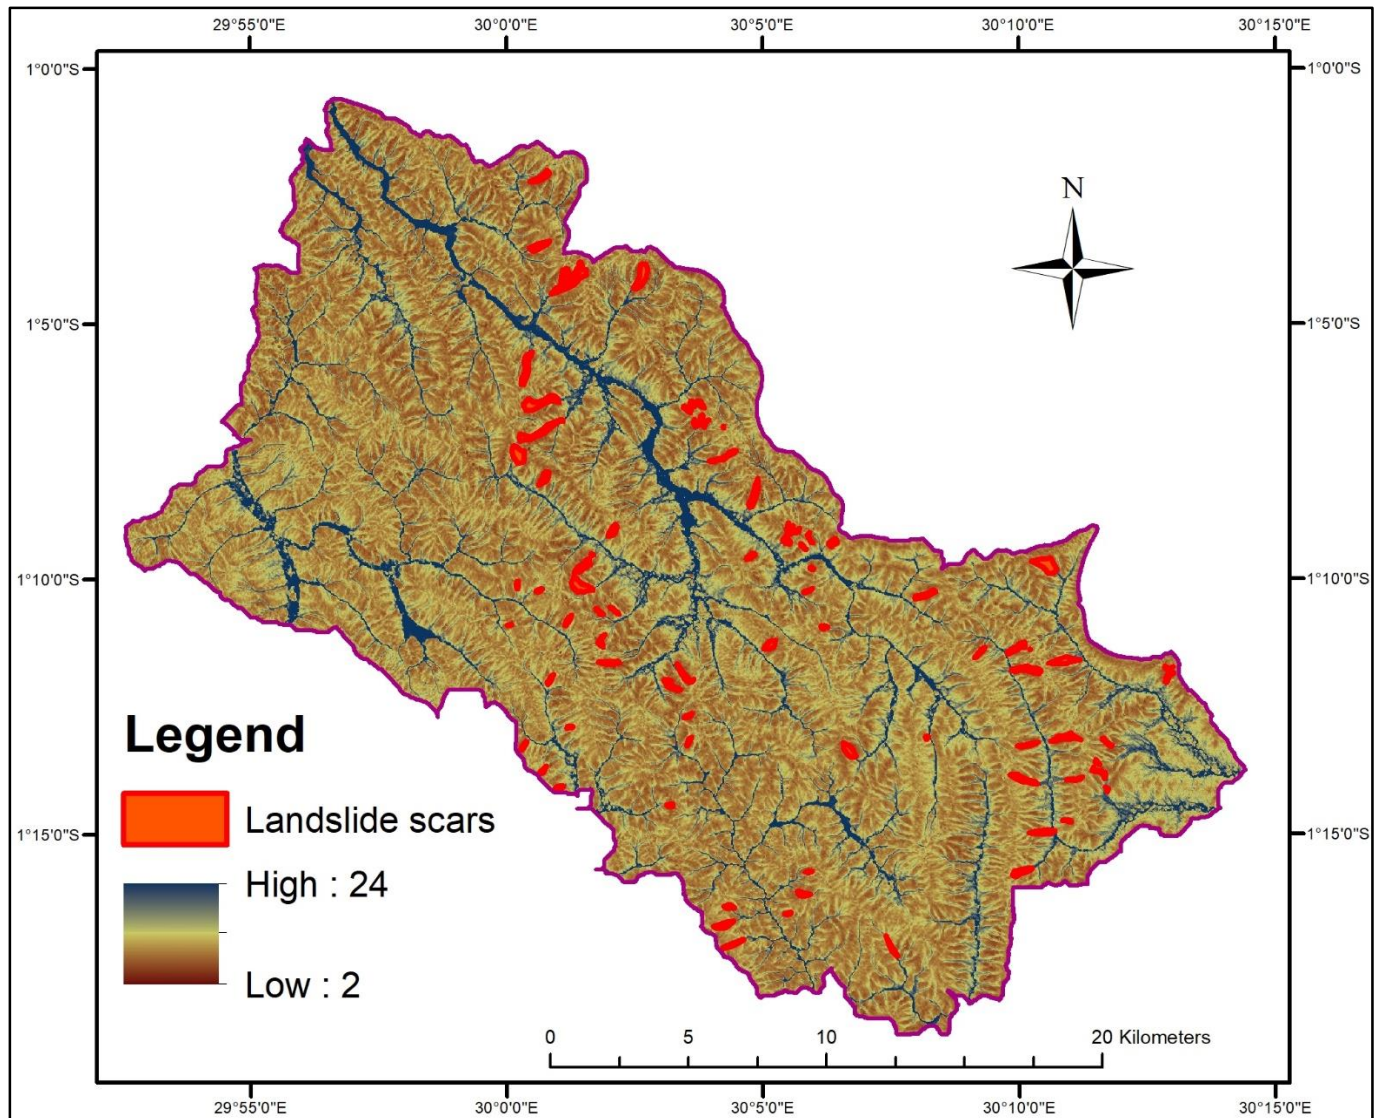 29°55'0"E 30°0'0"E 30°5'0"E 30°10'0"E 30°15'0"E
1°0'0"S 1°0'0"S
N
1°5'0"S 1°5'0"S
1°10'0"S 1°10'0"S
Legend
Landslide scars
1°15'0"S 1°15'0"S
High : 24
Low : 2
0 5 10 20 Kilometers
29°55'0"E 30°0'0"E 30°5'0"E 30°10'0"E 30°15'0"E